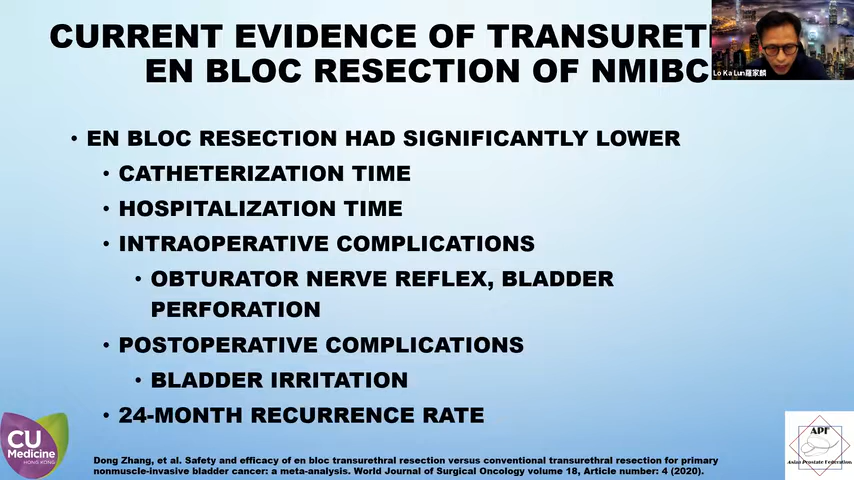 CURRENT EVIDENCE OF TRANSURET
EN BLOC RESECTION OF NMIBC
Lo Ka Lun羅家麟
• EN BLOC RESECTION HAD SIGNIFICANTLY LOWER
• CATHETERIZATION TIME
• HOSPITALIZATION TIME
• INTRAOPERATIVE COMPLICATIONS
• OBTURATOR NERVE REFLEX, BLADDER
PERFORATION
• POSTOPERATIVE COMPLICATIONS
• BLADDER IRRITATION
• 24-MONTH RECURRENCE RATE
CU
Medicine
HONG KONG
APF
Asian Prostate Federation
Dong Zhang, et al. Safety and efficacy of en bloc transurethral resection versus conventional transurethral resection for primary
nonmuscle-invasive bladder cancer: a meta-analysis. World Journal of Surgical Oncology volume 18, Article number: 4 (2020).